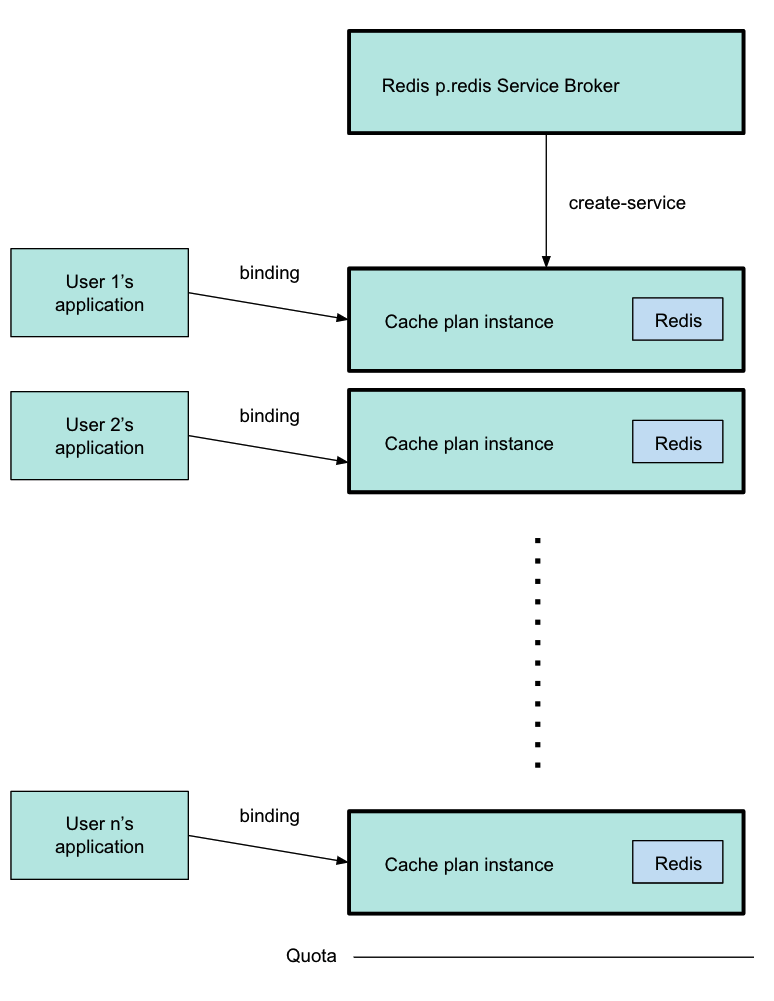 Redis p.redis Service Broker
create-service
User 1’s
application
binding
Cache plan instance
Redis
User 2’s
application
binding
Cache plan instance
Redis
User n’s
application
binding
Cache plan instance
Redis
Quota